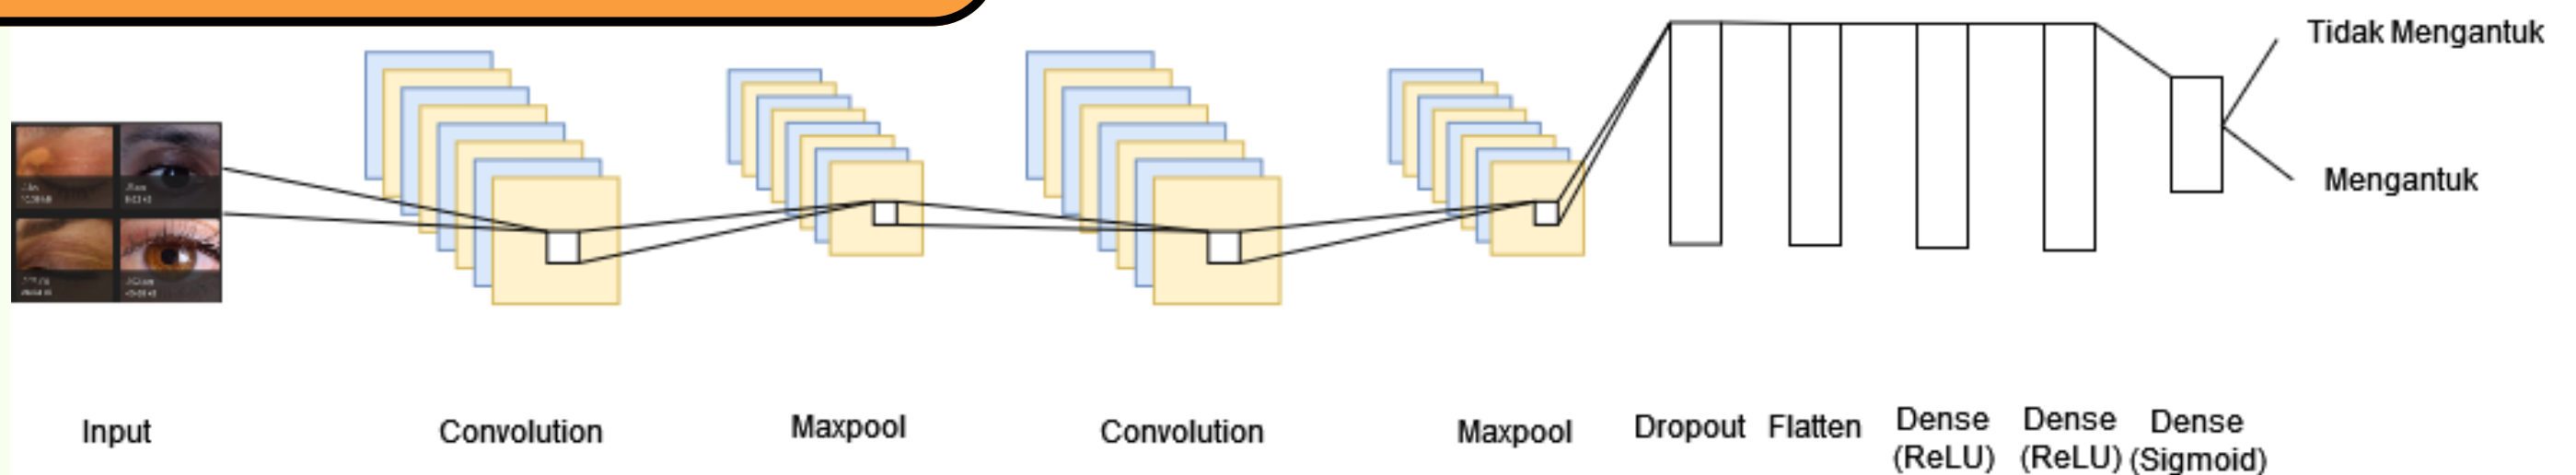 Tidak Mengantuk
Mengantuk
Input
Convolution
Maxpool
Convolution
Maxpool
Dropout
Flatten
Dense
(ReLU)
Dense
(ReLU)
Dense
(Sigmoid)